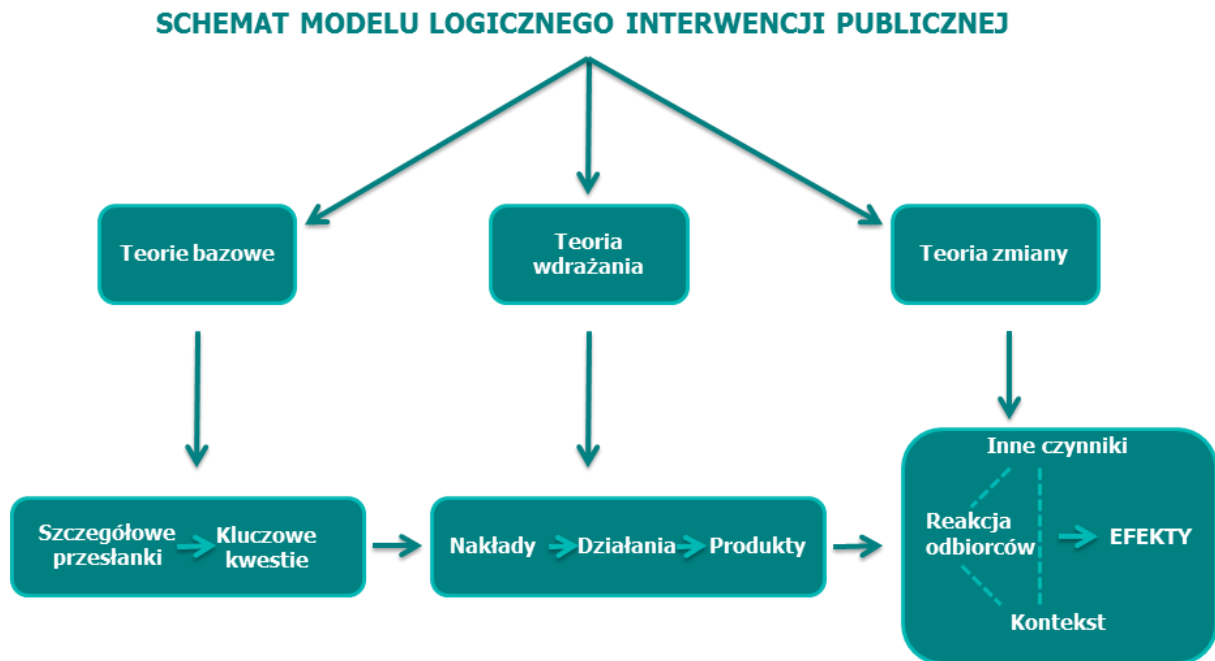 SCHEMAT MODELU LOGICZNEGO INTERWENCJI PUBLICZNEJ
Teorie bazowe
Teoria
wdrażania
Teoria zmiany
Szczegółowe
przesłanki
Kluczowe
kwestie
Nakłady
Działania
Produkty
Inne czynniki
Reakcja
odbiorców
EFEKTY
Kontekst